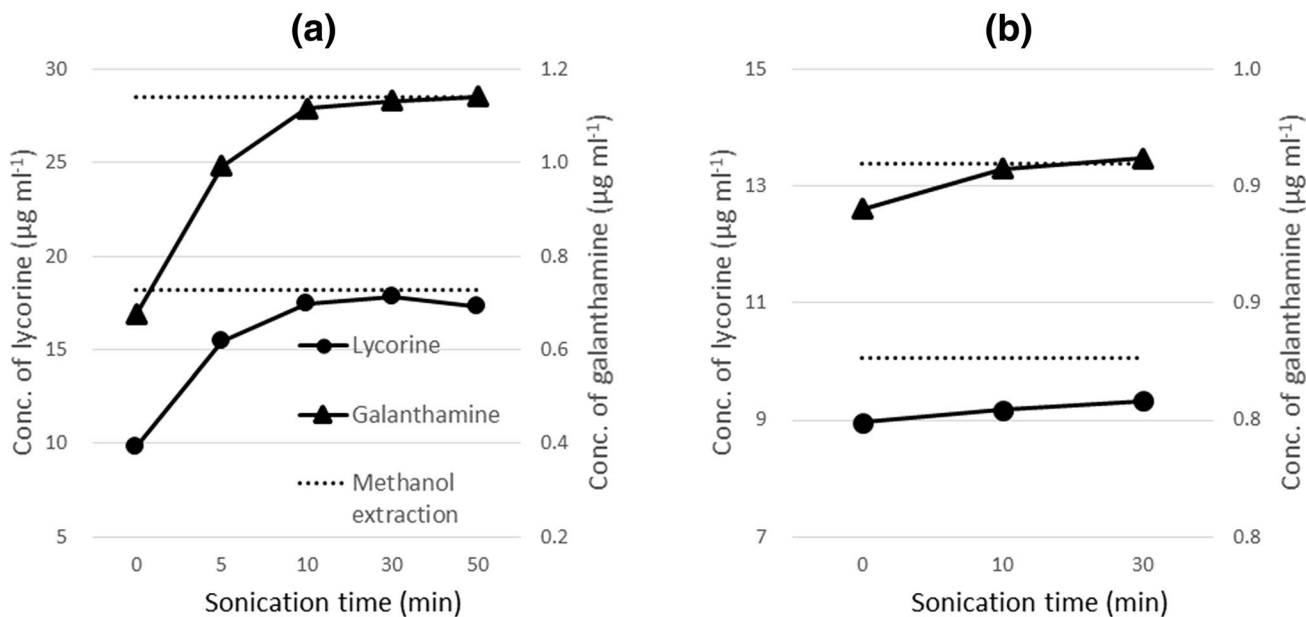 (a)
Conc. of lycorine (µg ml-1)
30
25
20
15
10
5
1.2
1.0
0.8
0.6
0.4
0.2
Conc. of galanthamine (µg ml-1)
Lycorine
Galanthamine
Methanol
extraction
0 5 10 30 50
Sonication time (min)
(b)
Conc. of lycorine (µg ml-1)
15
13
11
9
7
1.0
0.9
0.9
0.8
0.8
Conc. of galanthamine (µg ml-1)
0 10 30
Sonication time (min)